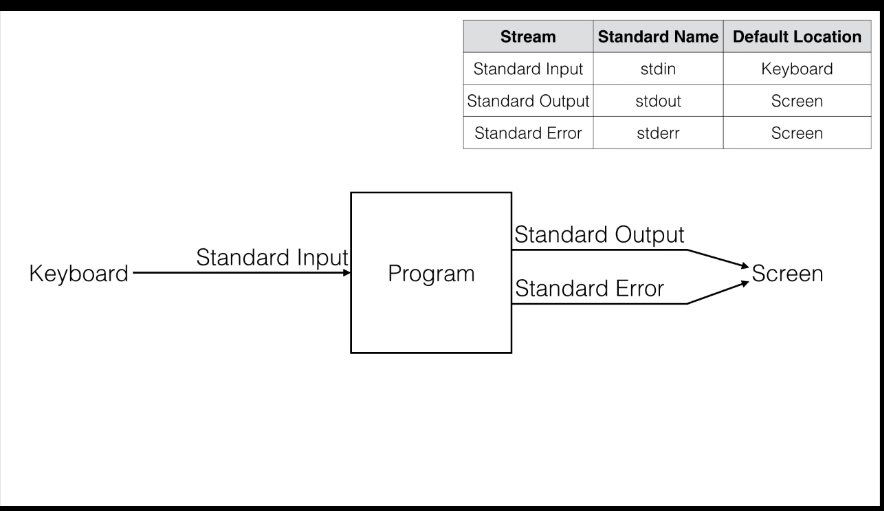 Stream Standard Name Default Location
Standard Input stdin Keyboard
Standard Output stdout Screen
Standard Error stderr Screen
Keyboard Standard Input Program Standard Output Screen
Standard Error